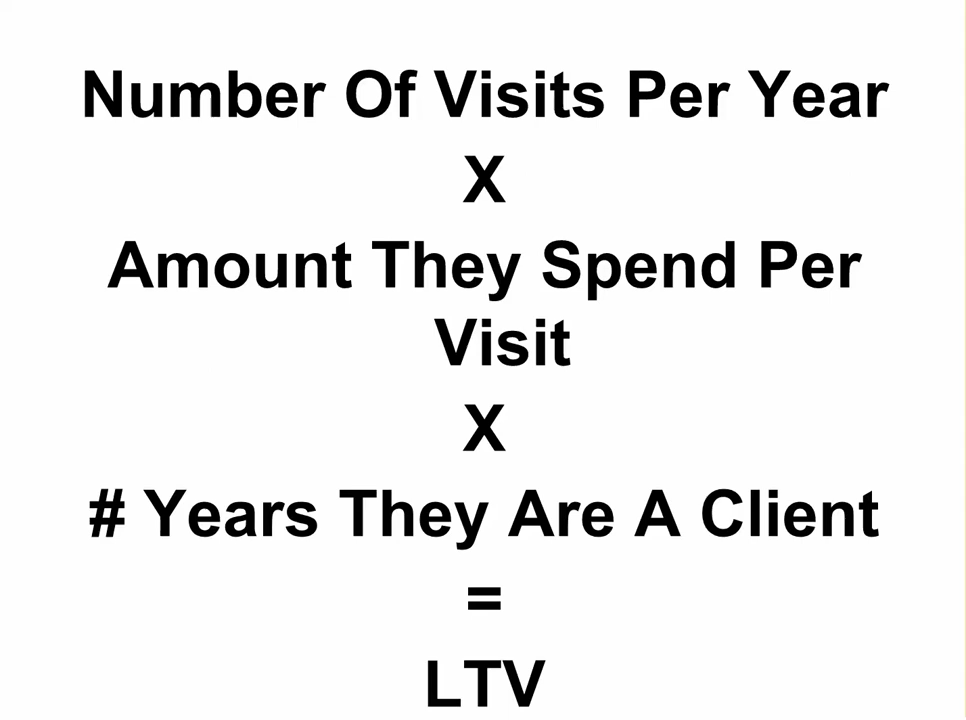 Number Of Visits Per Year
X
Amount They Spend Per
Visit
X
# Years They Are A Client
=
LTV